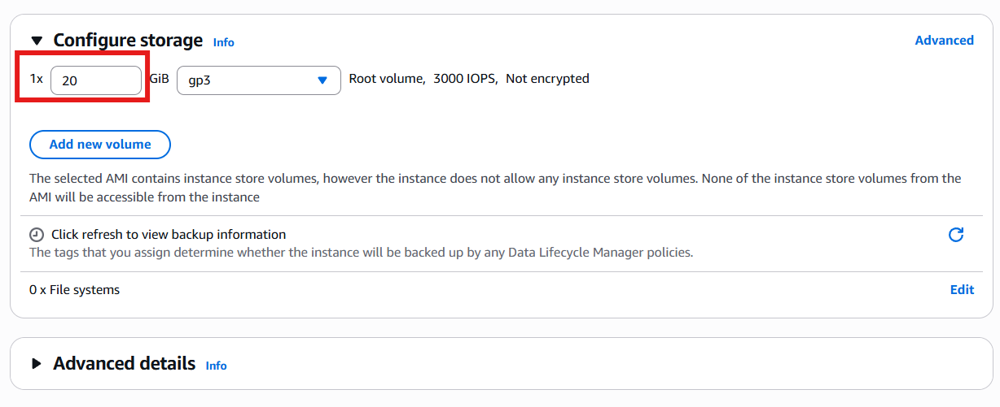 Configure storage Info Advanced
1x 20 GiB gp3 Root volume, 3000 IOPS, Not encrypted
Add new volume
The selected AMI contains instance store volumes, however the instance does not allow any instance store volumes. None of the instance store volumes from the
AMI will be accessible from the instance
Click refresh to view backup information
The tags that you assign determine whether the instance will be backed up by any Data Lifecycle Manager policies.
0 x File systems Edit
Advanced details Info